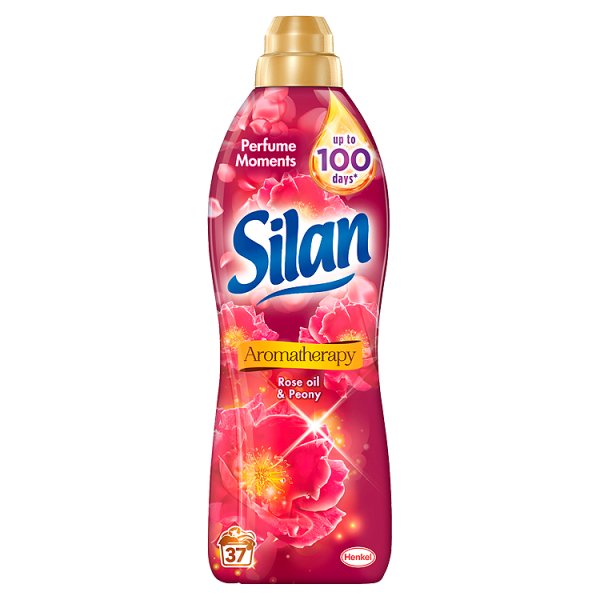 Perfume
Moments
up to
100
days*
Silan
Aromatherapy
Rose oil
& Peony
37
Henkel